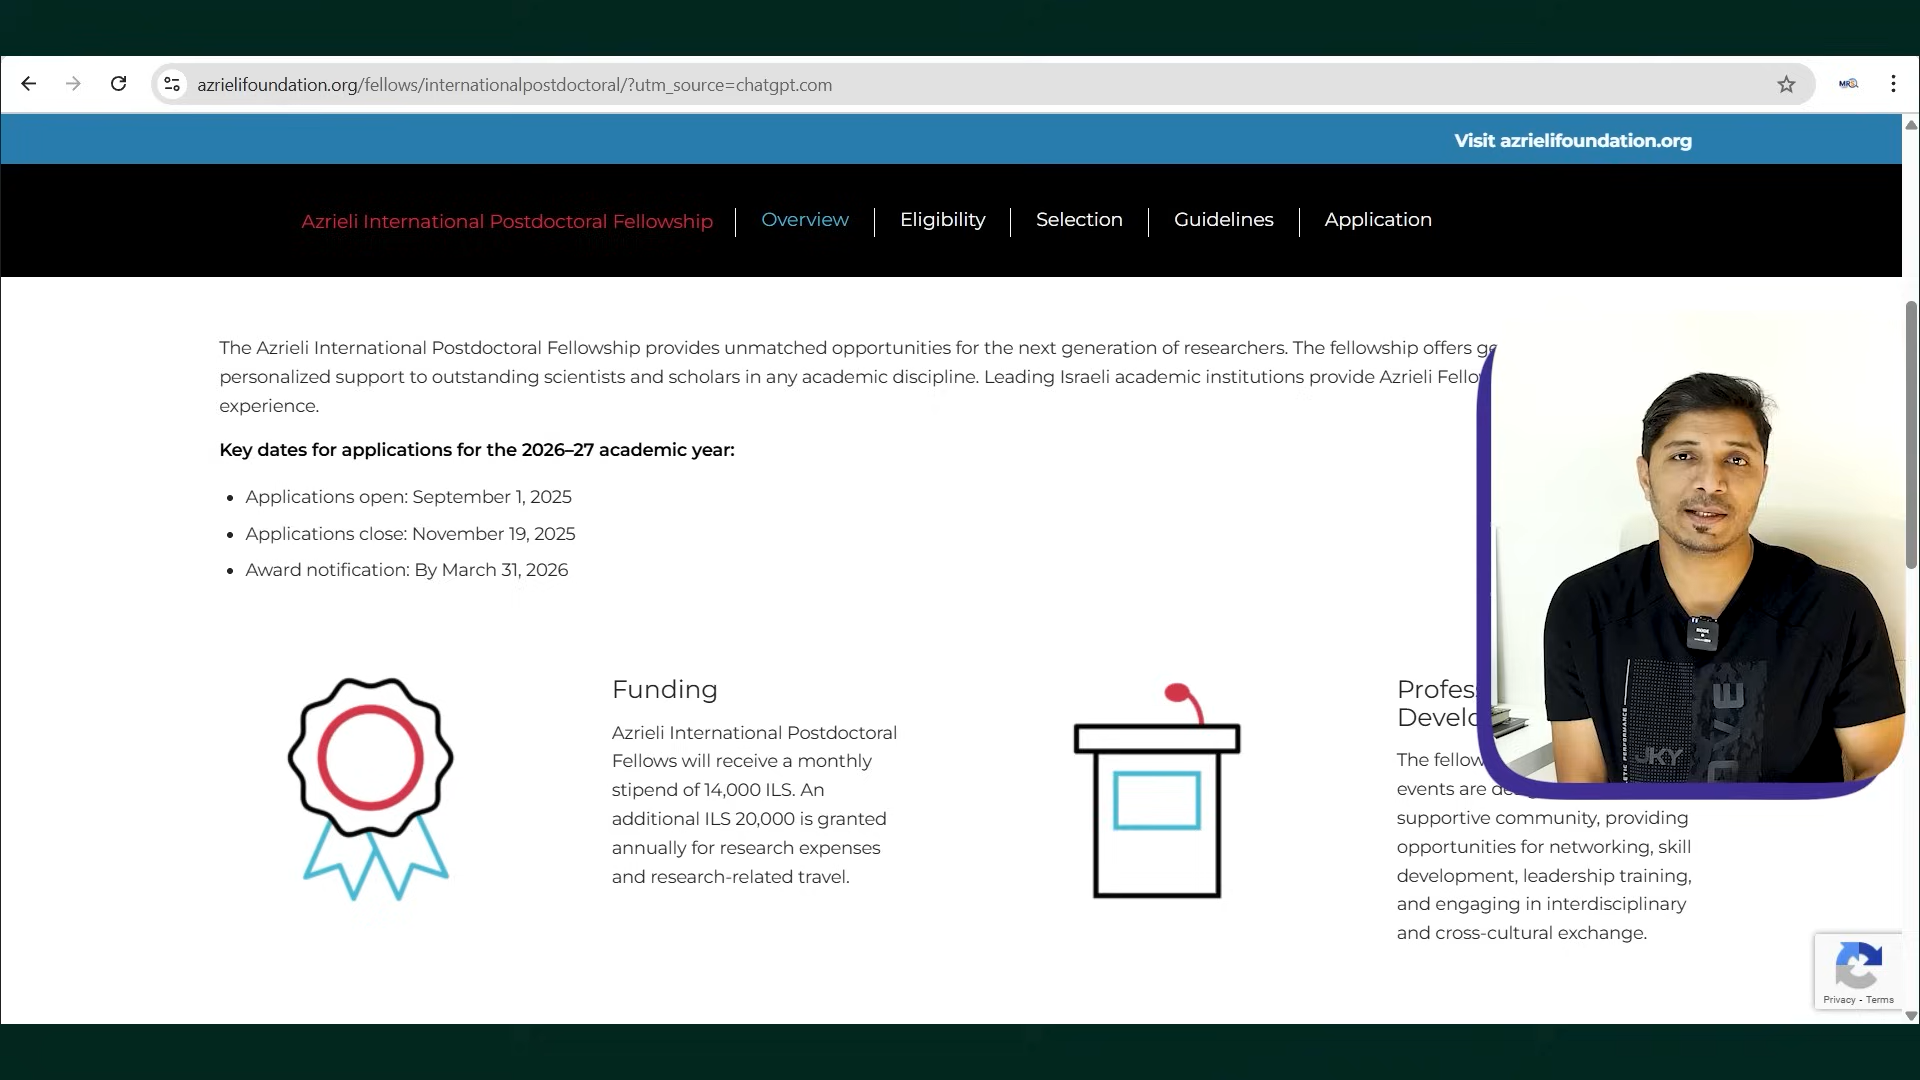 azrielifoundation.org/fellows/internationalpostdoctoral/?utm_source=chatgpt.com
Visit azrielifoundation.org
Azrieli International Postdoctoral Fellowship
Overview
Eligibility
Selection
Guidelines
Application
The Azrieli International Postdoctoral Fellowship provides unmatched opportunities for the next generation of researchers. The fellowship offers
personalized support to outstanding scientists and scholars in any academic discipline. Leading Israeli academic institutions provide Azrieli
experience.
Key dates for applications for the 2026–27 academic year:
• Applications open: September 1, 2025
• Applications close: November 19, 2025
• Award notification: By March 31, 2026
Funding
Azrieli International Postdoctoral
Fellows will receive a monthly
stipend of 14,000 ILS. An
additional ILS 20,000 is granted
annually for research expenses
and research-related travel.
The
events are
supportive community, providing
opportunities for networking, skill
development, leadership training,
and engaging in interdisciplinary
and cross-cultural exchange.
JKY
Privacy - Terms